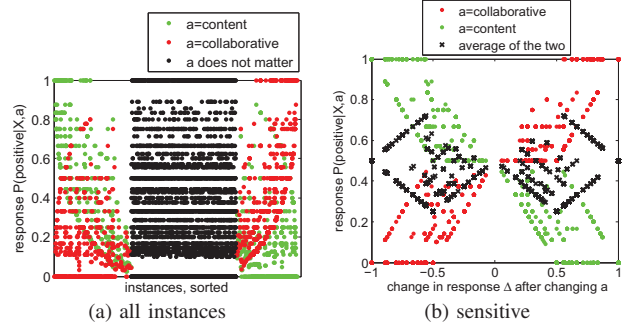 a=content
a=collaborative
a does not matter
response P(positive|X,a)
1
0.8
0.6
0.4
0.2
0
instances, sorted
(a) all instances
a=collaborative
a=content
average of the two
response P(positive|X,a)
1
0.8
0.6
0.4
0.2
0
-1 -0.5 0 0.5 1
change in response Δ after changing a
(b) sensitive